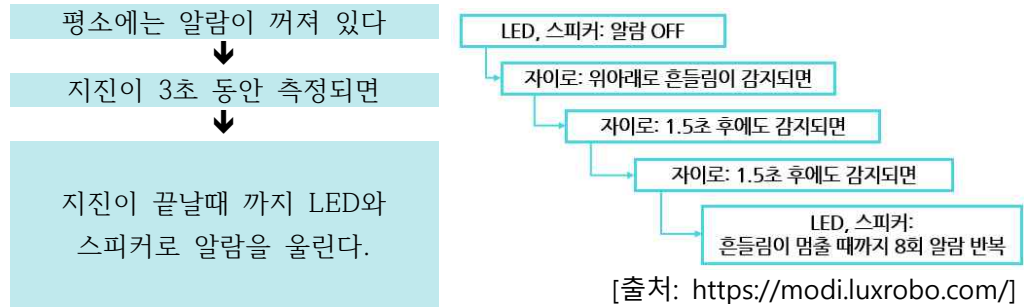 평소에는 알람이 꺼져 있다
지진이 3초 동안 측정되면
지진이 끝날때 까지 LED와
스피커로 알람을 울린다.
LED, 스피커: 알람 OFF
자이로: 위아래로 흔들림이 감지되면
자이로: 1.5초 후에도 감지되면
자이로: 1.5초 후에도 감지되면
LED, 스피커:
흔들림이 멈출 때까지 8회 알람 반복
[출처: https://modi.luxrobo.com/]